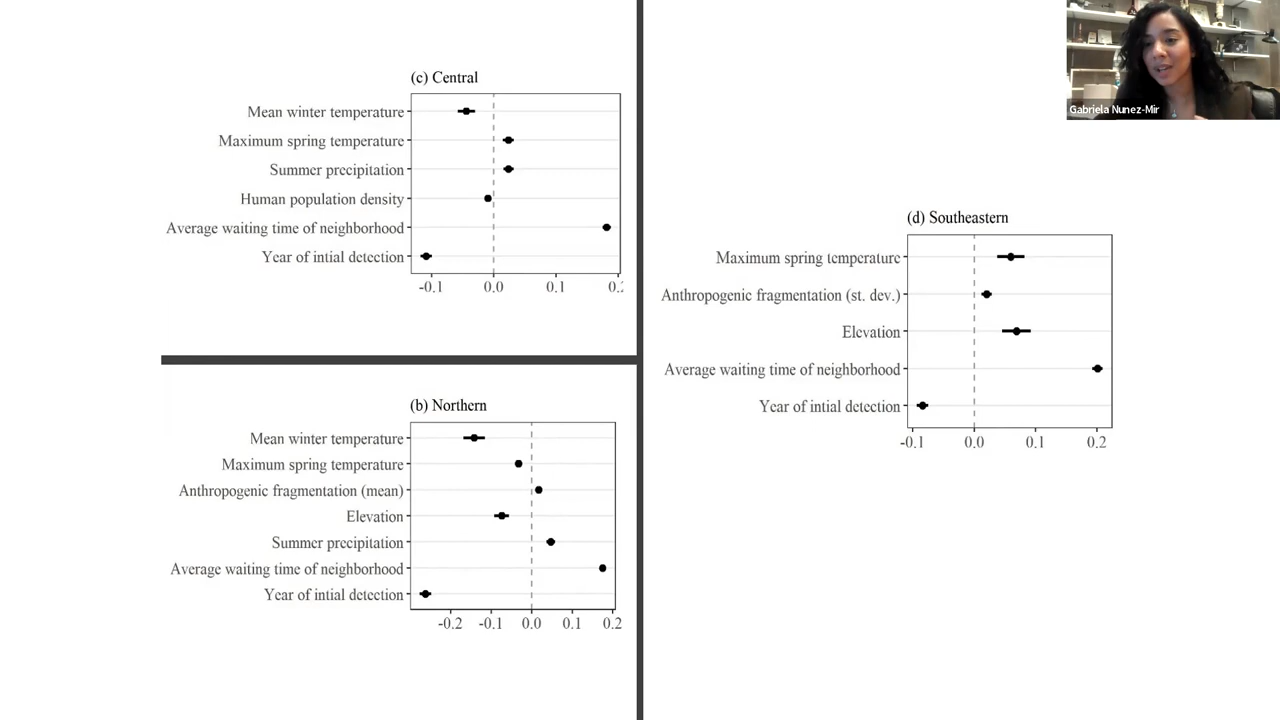 (c) Central
Mean winter temperature
Maximum spring temperature
Summer precipitation
Human population density
Average waiting time of neighborhood
Year of intial detection
-0.1 0.0 0.1
(b) Northern
Mean winter temperature
Maximum spring temperature
Anthropogenic fragmentation (mean)
Elevation
Summer precipitation
Average waiting time of neighborhood
Year of intial detection
-0.2 -0.1 0.0 0.1 0.2
Gabriela Nunez-Mir
(d) Southeastern
Maximum spring temperature
Anthropogenic fragmentation (st. dev.)
Elevation
Average waiting time of neighborhood
Year of intial detection
-0.1 0.0 0.1 0.2